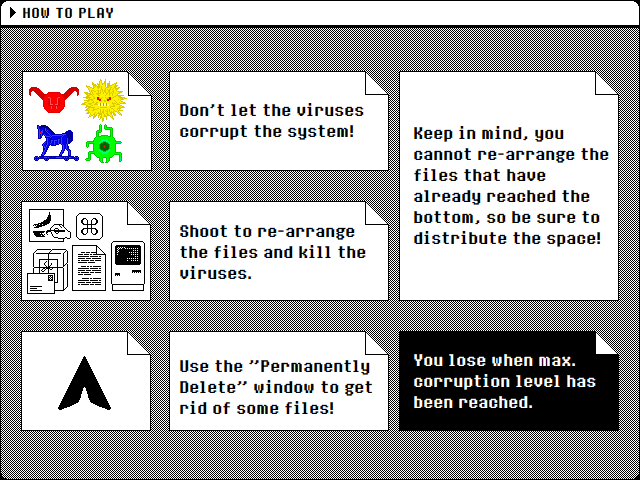 HOW TO PLAY
Don't let the viruses
corrupt the system!
Shoot to re-arrange
the files and kill the
viruses.
Use the "Permanently
Delete" window to get
rid of some files!
Keep in mind, you
cannot re-arrange the
files that have
already reached the
bottom, so be sure to
distribute the space!
You lose when max.
corruption level has
been reached.